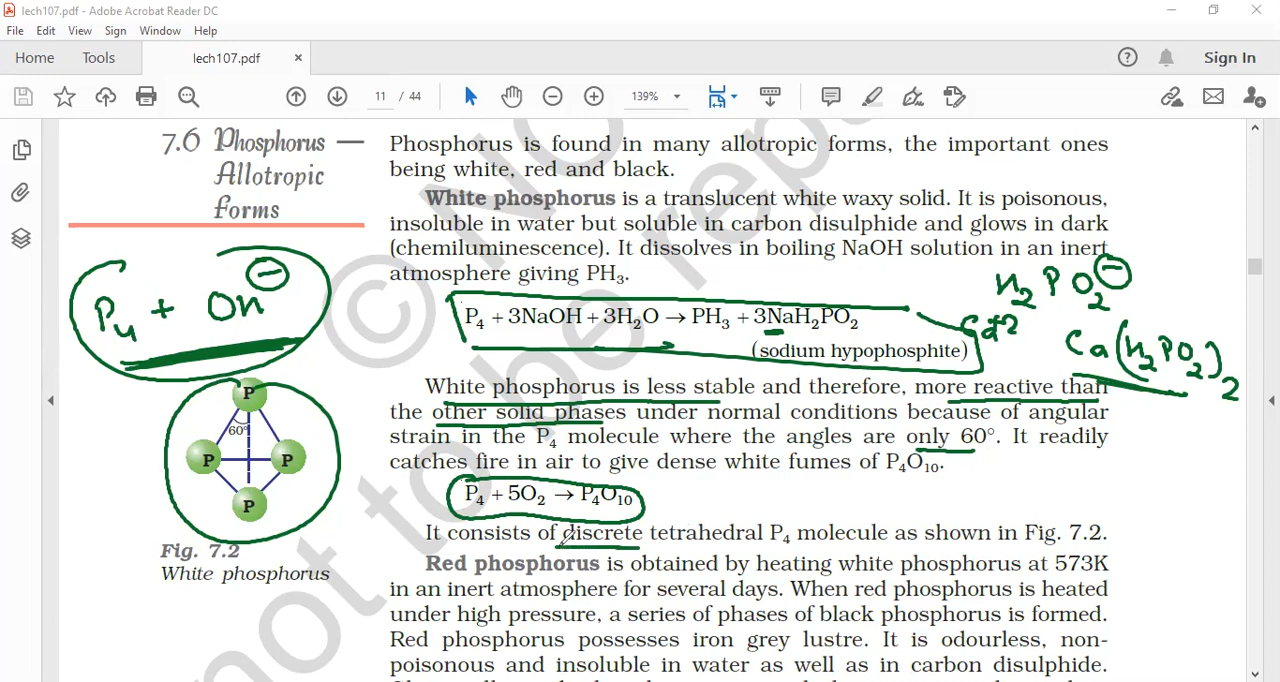 lech107.pdf - Adobe Acrobat Reader DC
File Edit View Sign Window Help
Home Tools lech107.pdf × Sign In
11 / 44 139%
7.6 Phosphorus —
Allotropic
Forms
Phosphorus is found in many allotropic forms, the important ones
being white, red and black.
White phosphorus is a translucent white waxy solid. It is poisonous,
insoluble in water but soluble in carbon disulphide and glows in dark
(chemiluminescence). It dissolves in boiling NaOH solution in an inert
atmosphere giving PH₃.
P₄ + OH⊖
H₂PO₂⊖
P₄ + 3NaOH + 3H₂O → PH₃ + 3NaH₂PO₂
(sodium hypophosphite)
Ca(H₂PO₂)₂
White phosphorus is less stable and therefore, more reactive than
the other solid phases under normal conditions because of angular
strain in the P₄ molecule where the angles are only 60°. It readily
catches fire in air to give dense white fumes of P₄O₁₀.
P₄ + 5O₂ → P₄O₁₀
It consists of discrete tetrahedral P₄ molecule as shown in Fig. 7.2.
P
60°
P P
P
Fig. 7.2
White phosphorus
Red phosphorus is obtained by heating white phosphorus at 573K
in an inert atmosphere for several days. When red phosphorus is heated
under high pressure, a series of phases of black phosphorus is formed.
Red phosphorus possesses iron grey lustre. It is odourless, non-
poisonous and insoluble in water as well as in carbon disulphide.
not to be rep
© NC